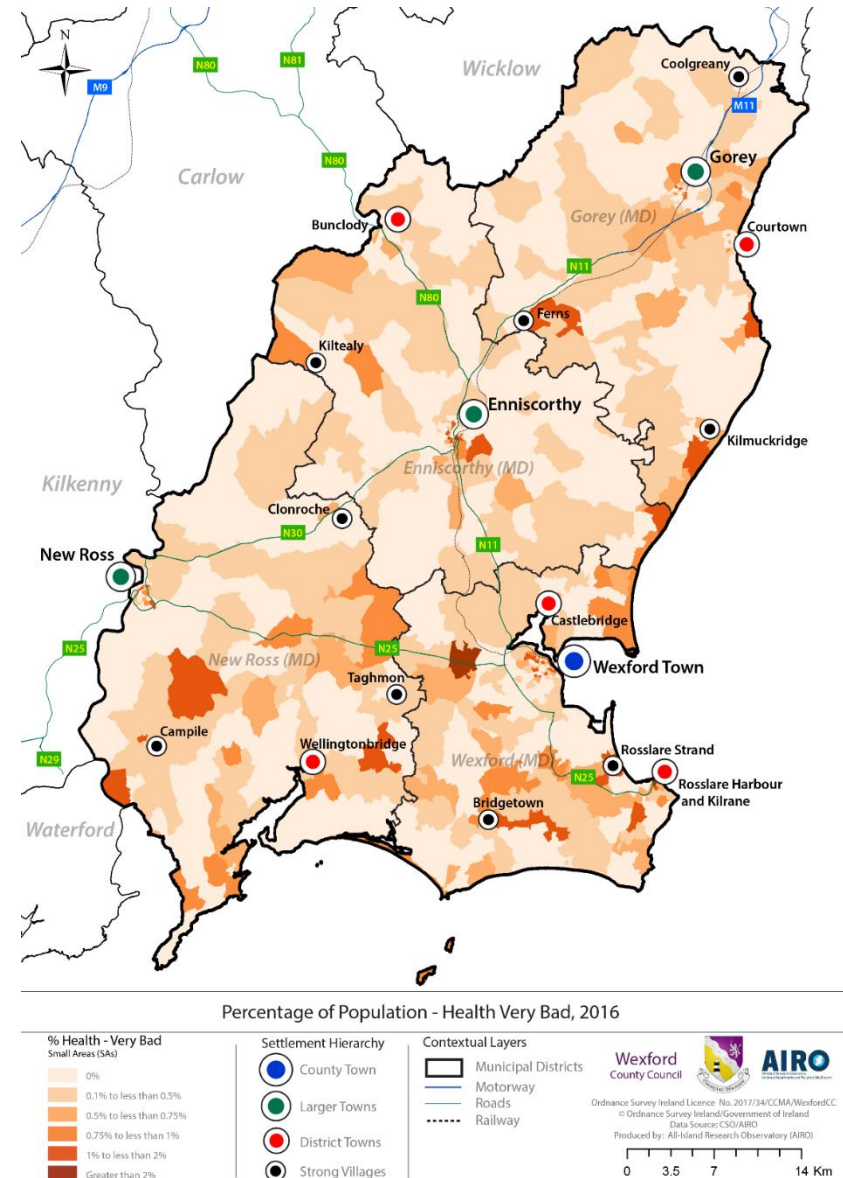 N
N80
N81
Wicklow
Coolgreany
M9
M11
N80
Gorey
Carlow
Bunclody
Gorey (MD)
Courtown
N11
N80
Ferns
Kiltealy
Enniscorthy
Kilmuckridge
Enniscorthy (MD)
Kilkenny
Clonroche
N30
N11
New Ross
Castlebridge
N25
N25
New Ross (MD)
Wexford Town
Taghmon
Campile
Wellingtonbridge
Wexford (MD)
Rosslare Strand
N29
N25
Rosslare Harbour
and Kilrane
Bridgetown
Waterford
Percentage of Population - Health Very Bad, 2016
% Health - Very Bad
Small Areas (SAs)
0%
0.1% to less than 0.5%
0.5% to less than 0.75%
0.75% to less than 1%
1% to less than 2%
Greater than 2%
Settlement Hierarchy
County Town
Larger Towns
District Towns
Strong Villages
Contextual Layers
Municipal Districts
Motorway
Roads
Railway
Wexford
County Council
AIRO
Ordnance Survey Ireland Licence No. 2017/34/CCMA/WexfordCC
© Ordnance Survey Ireland/Government of Ireland
Data Source: CSO/AIRO
Produced by: All-Island Research Observatory (AIRO)
0 3.5 7 14 Km